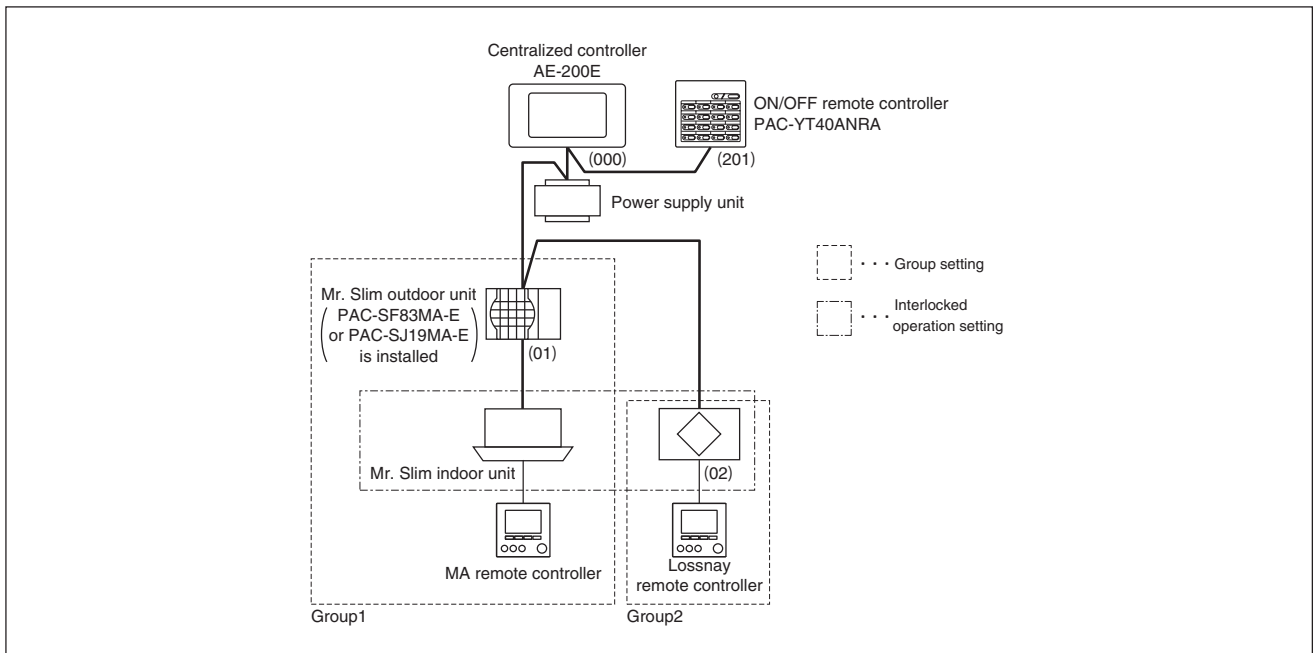 Centralized controller
AE-200E
ON/OFF remote controller
PAC-YT40ANRA
(000)
(201)
Power supply unit
Mr. Slim outdoor unit
PAC-SF83MA-E
or PAC-SJ19MA-E
is installed
(01)
・・・Group setting
・・・Interlocked
operation setting
Mr. Slim indoor unit
(02)
MA remote controller
Lossnay
remote controller
Group1
Group2